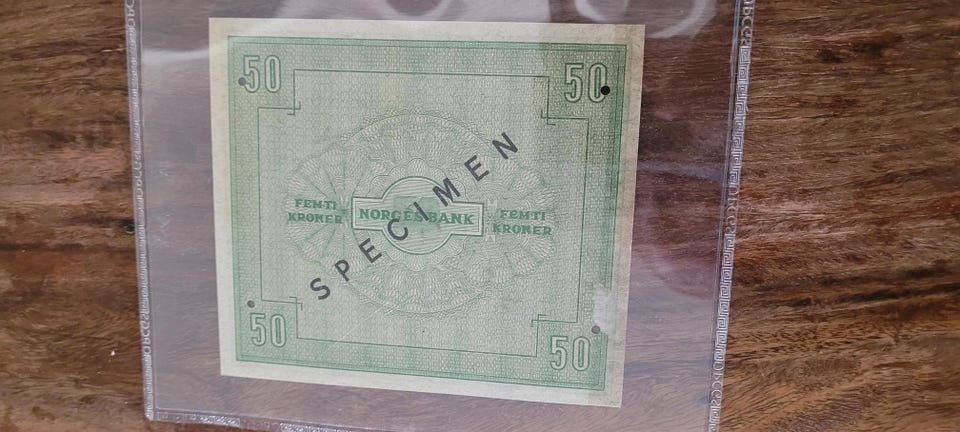 50 50
FEMTI
KRONER
NORGES BANK
FEMTI
KRONER
SPECIMEN
50 50